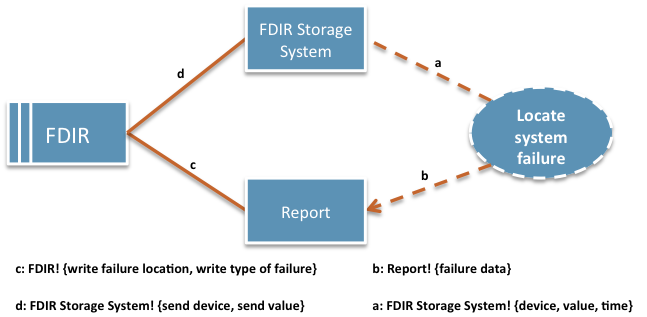 FDIR Storage
System
d
a
Locate
system
failure
FDIR
c
b
Report
c: FDIR! {write failure location, write type of failure}
b: Report! {failure data}
d: FDIR Storage System! {send device, send value}
a: FDIR Storage System! {device, value, time}